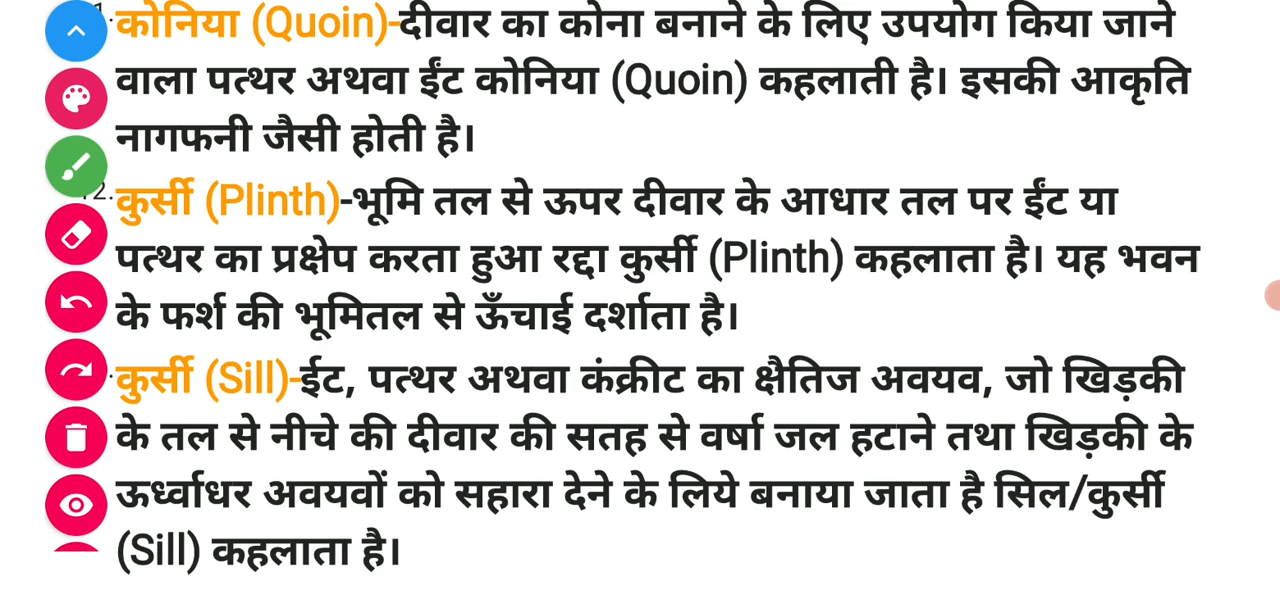 1. कोनिया (Quoin)-दीवार का कोना बनाने के लिए उपयोग किया जाने
वाला पत्थर अथवा ईंट कोनिया (Quoin) कहलाती है। इसकी आकृति
नागफनी जैसी होती है।
12. कुर्सी (Plinth)-भूमि तल से ऊपर दीवार के आधार तल पर ईंट या
पत्थर का प्रक्षेप करता हुआ रद्दा कुर्सी (Plinth) कहलाता है। यह भवन
के फर्श की भूमितल से ऊँचाई दर्शाता है।
कुर्सी (Sill)-ईट, पत्थर अथवा कंक्रीट का क्षैतिज अवयव, जो खिड़की
के तल से नीचे की दीवार की सतह से वर्षा जल हटाने तथा खिड़की के
ऊर्ध्वाधर अवयवों को सहारा देने के लिये बनाया जाता है सिल/कुर्सी
(Sill) कहलाता है।